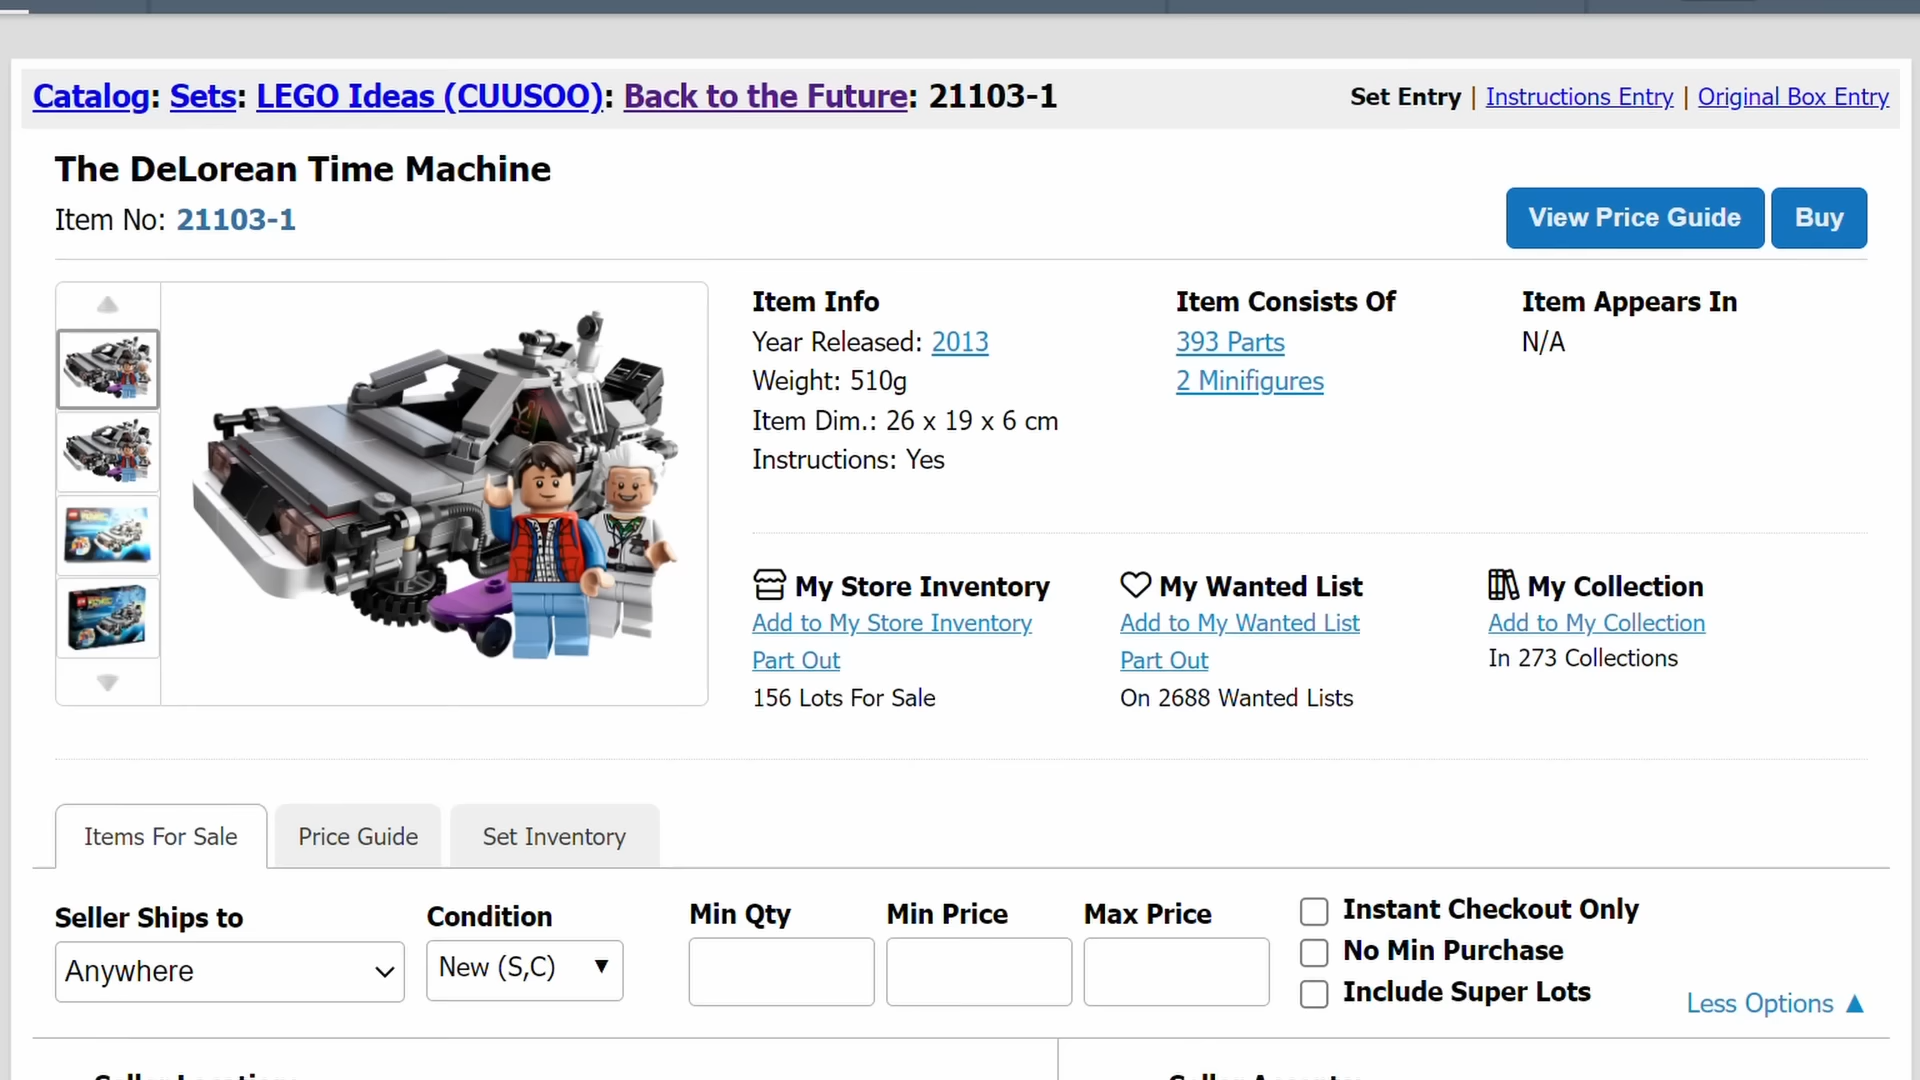 Catalog: Sets: LEGO Ideas (CUUSOO): Back to the Future: 21103-1
Set Entry | Instructions Entry | Original Box Entry
The DeLorean Time Machine
Item No: 21103-1
View Price Guide
Buy
Item Info
Year Released: 2013
Weight: 510g
Item Dim.: 26 x 19 x 6 cm
Instructions: Yes
Item Consists Of
393 Parts
2 Minifigures
Item Appears In
N/A
My Store Inventory
Add to My Store Inventory
Part Out
156 Lots For Sale
My Wanted List
Add to My Wanted List
Part Out
On 2688 Wanted Lists
My Collection
Add to My Collection
In 273 Collections
Items For Sale
Price Guide
Set Inventory
Seller Ships to
Anywhere
Condition
New (S,C)
Min Qty
Min Price
Max Price
Instant Checkout Only
No Min Purchase
Include Super Lots
Less Options